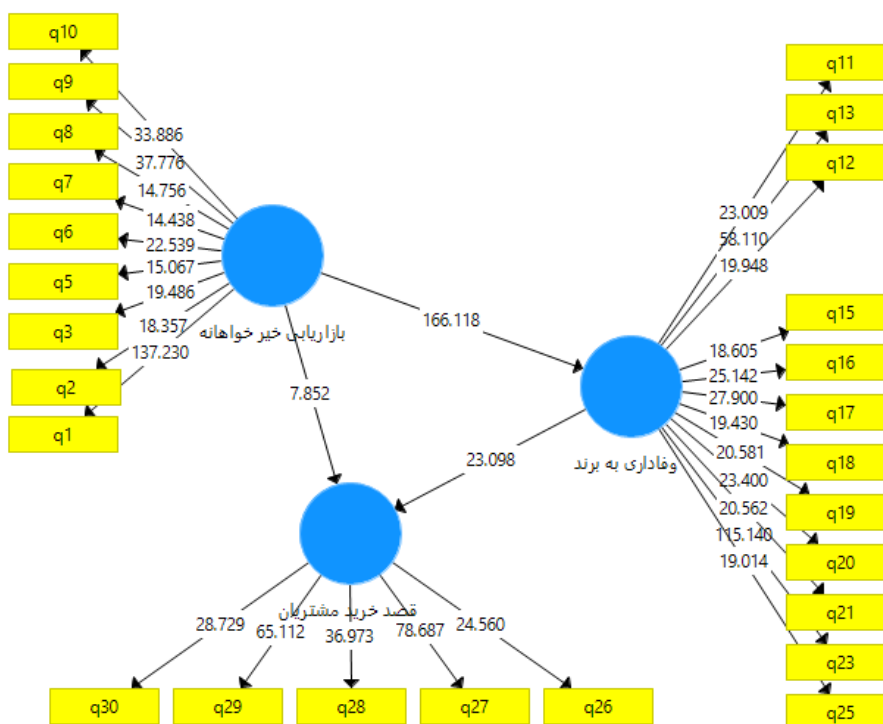 q10
q9
q8
q7
q6
q5
q3
q2
q1
33.886
37.776
14.756
14.438
22.539
15.067
19.486
18.357
137.230
بازاریابی خیر خواهانه
166.118
7.852
23.098
وفاداری به برند
قصد خرید مشتریان
28.729
65.112
36.973
78.687
24.560
q30
q29
q28
q27
q26
q11
q13
q12
23.009
58.110
19.948
18.605
25.142
27.900
19.430
20.581
23.400
20.562
115.140
19.014
q15
q16
q17
q18
q19
q20
q21
q23
q25